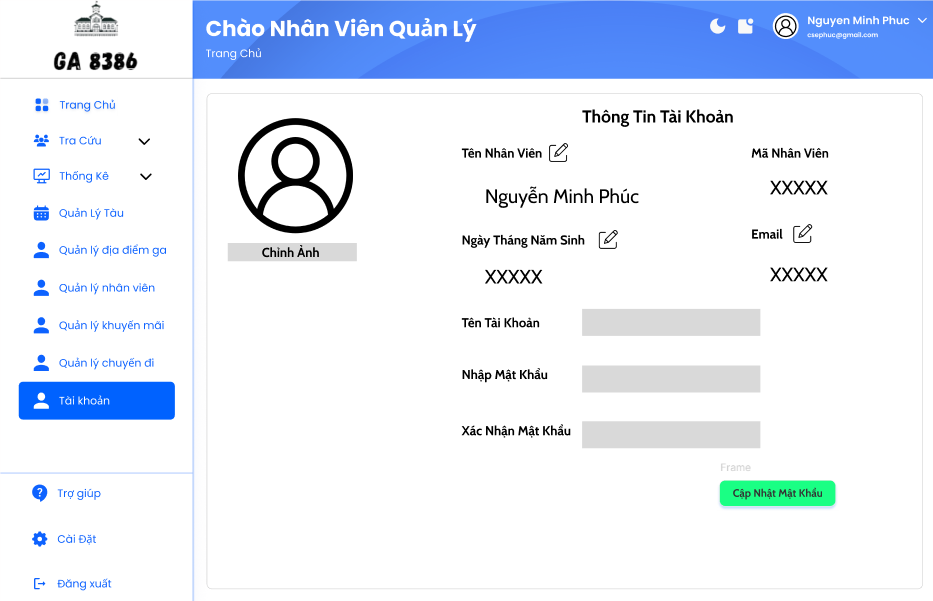 GA 8386
Chào Nhân Viên Quản Lý
Trang Chủ
Nguyen Minh Phuc
csephuc@gmail.com
Trang Chủ
Tra Cứu
Thống Kê
Quản Lý Tàu
Quản lý địa điểm ga
Quản lý nhân viên
Quản lý khuyến mãi
Quản lý chuyến đi
Tài khoản
Trợ giúp
Cài Đặt
Đăng xuất
Thông Tin Tài Khoản
Chỉnh Ảnh
Tên Nhân Viên
Mã Nhân Viên
Nguyễn Minh Phúc
XXXXX
Ngày Tháng Năm Sinh
Email
XXXXX
XXXXX
Tên Tài Khoản
Nhập Mật Khẩu
Xác Nhận Mật Khẩu
Frame
Cập Nhật Mật Khẩu